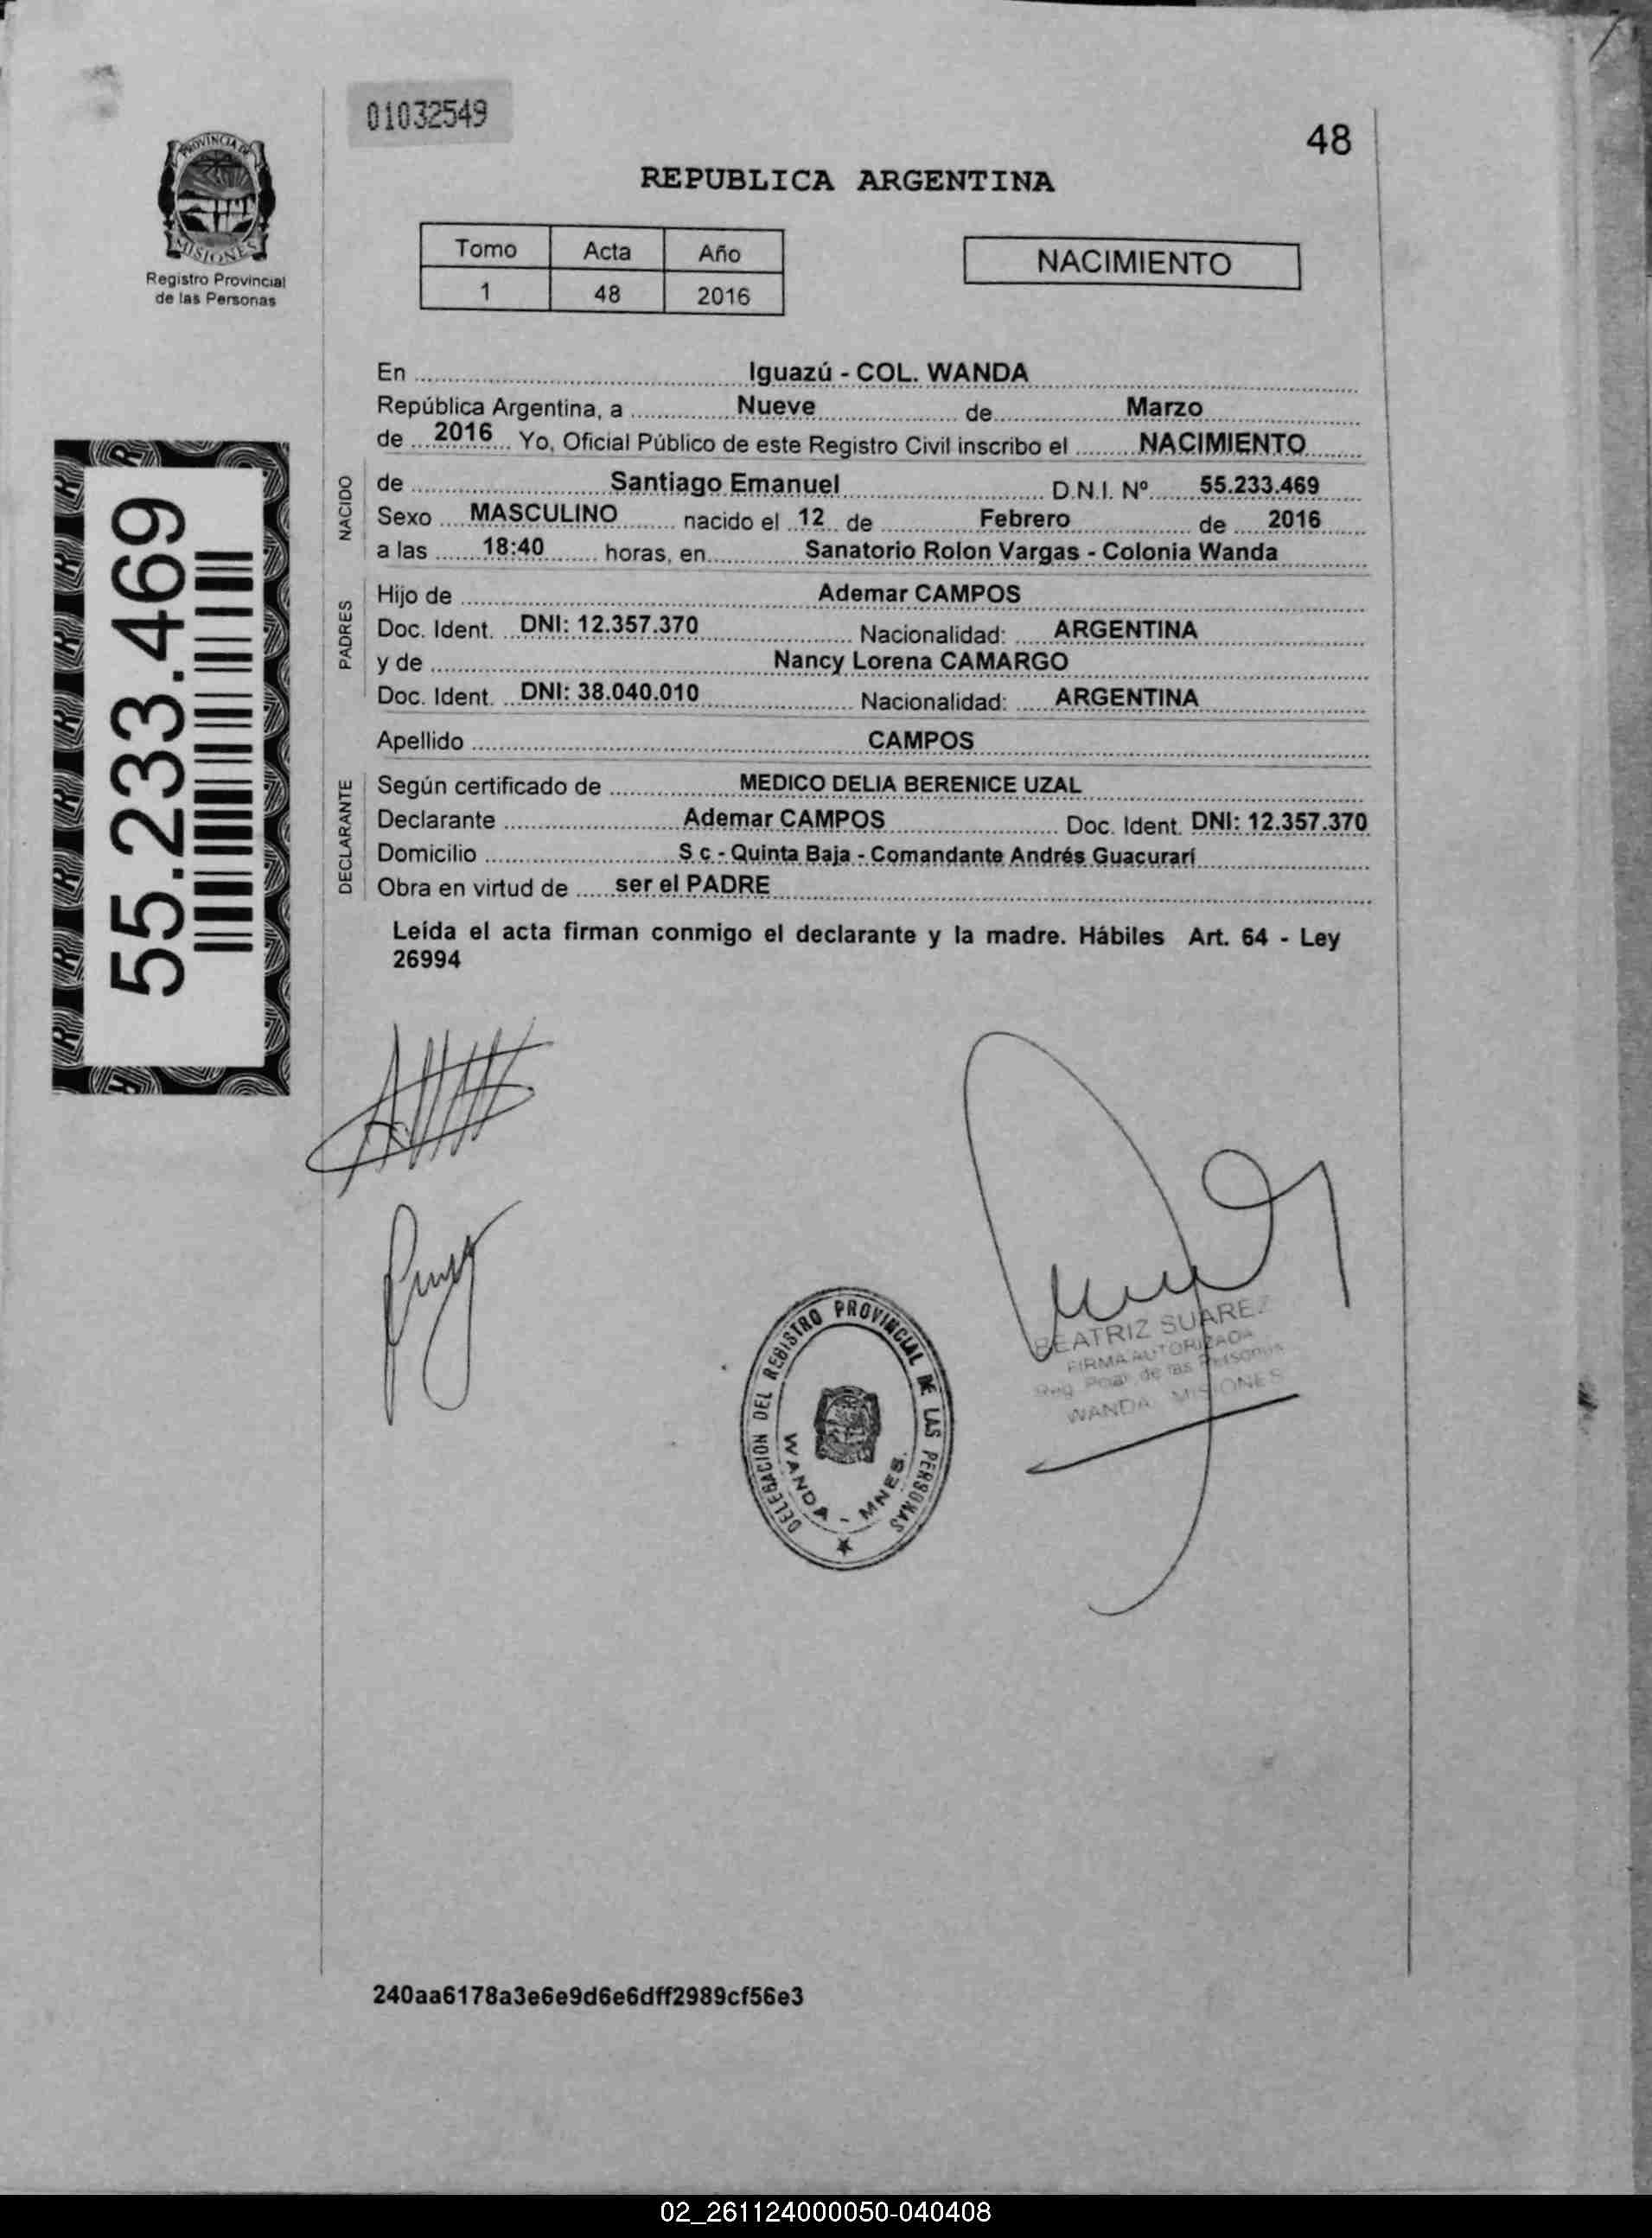 01032549
48
PROVINCIA DE
MISIONES
Registro Provincial
de las Personas
REPUBLICA ARGENTINA
Tomo Acta Año
1 48 2016
NACIMIENTO
En Iguazú - COL. WANDA
República Argentina, a Nueve de Marzo
de 2016 Yo, Oficial Público de este Registro Civil inscribo el NACIMIENTO
NACIDO
de Santiago Emanuel D.N.I. Nº 55.233.469
Sexo MASCULINO nacido el 12 de Febrero de 2016
a las 18:40 horas, en Sanatorio Rolon Vargas - Colonia Wanda
PADRES
Hijo de Ademar CAMPOS
Doc. Ident. DNI: 12.357.370 Nacionalidad: ARGENTINA
y de Nancy Lorena CAMARGO
Doc. Ident. DNI: 38.040.010 Nacionalidad: ARGENTINA
Apellido CAMPOS
DECLARANTE
Según certificado de MEDICO DELIA BERENICE UZAL
Declarante Ademar CAMPOS Doc. Ident. DNI: 12.357.370
Domicilio S c - Quinta Baja - Comandante Andrés Guacurarí
Obra en virtud de ser el PADRE
Leída el acta firman conmigo el declarante y la madre. Hábiles Art. 64 - Ley
26994
55.233.469
DELEGACION DEL REGISTRO PROVINCIAL DE LAS PERSONAS
WANDA - MNES.
BEATRIZ SUAREZ
FIRMA AUTORIZADA
de las Personas
WANDA MISIONES
240aa6178a3e6e9d6e6dff2989cf56e3
02_261124000050-040408